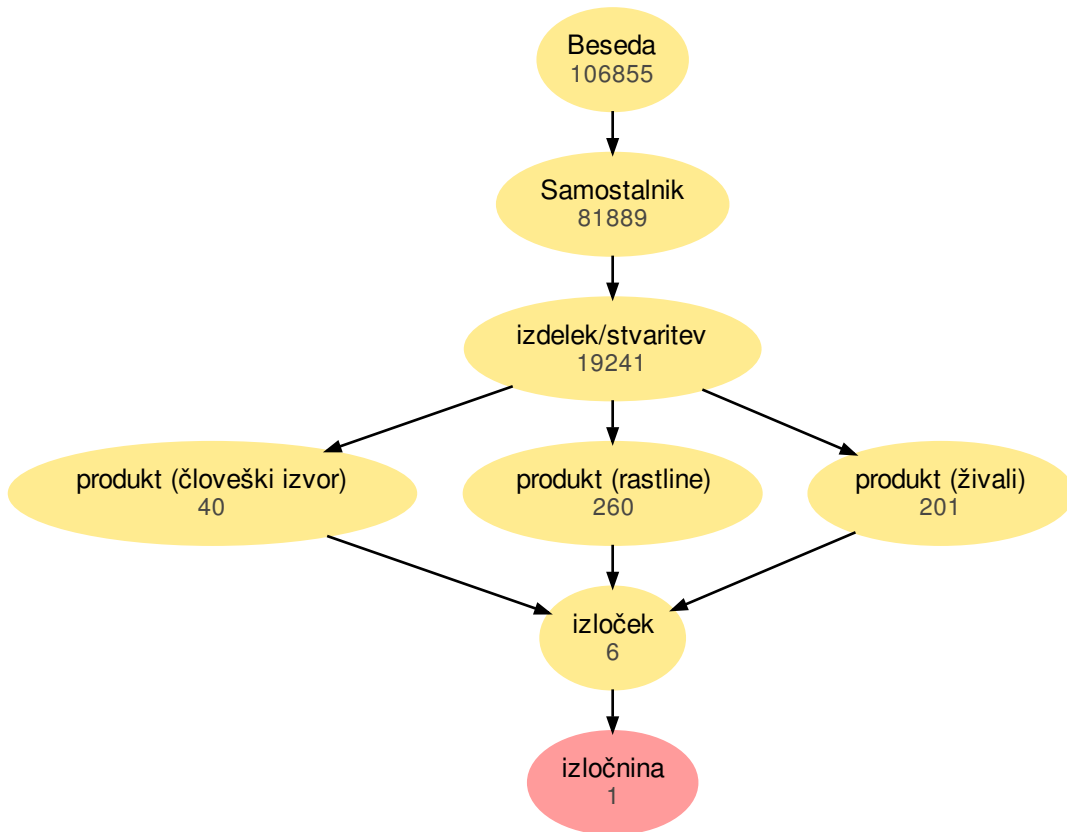 Beseda
106855
Samostalnik
81889
izdelek/stvaritev
19241
produkt (človeški izvor)
40
produkt (rastline)
260
produkt (živali)
201
izloček
6
izločnina
1